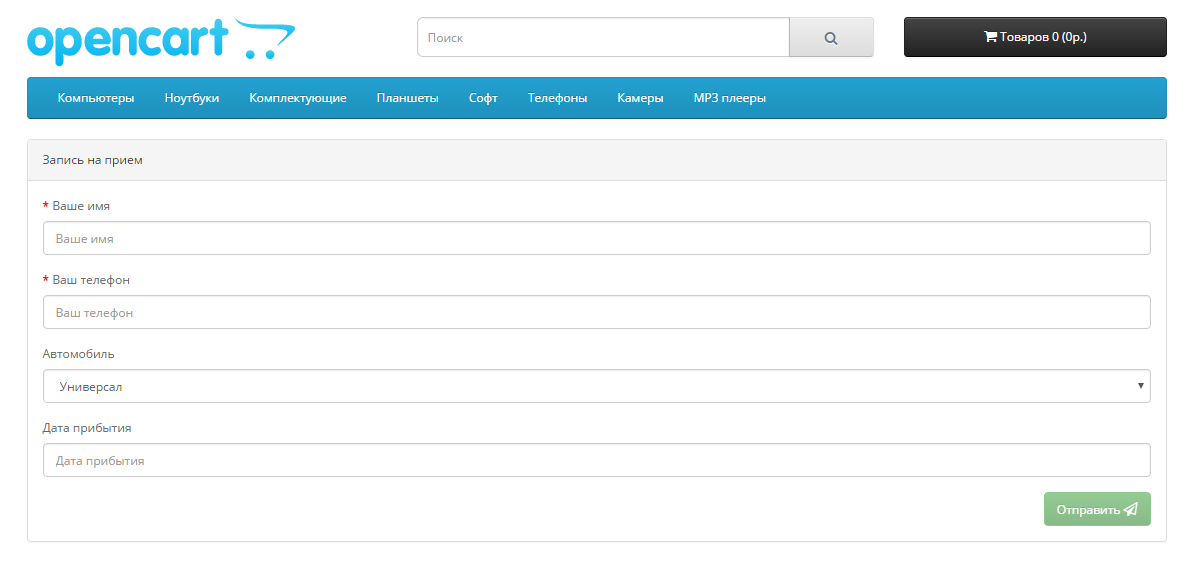 opencart
Поиск
Товаров 0 (0р.)
Компьютеры Ноутбуки Комплектующие Планшеты Софт Телефоны Камеры MP3 плееры
Запись на прием
* Ваше имя
Ваше имя
* Ваш телефон
Ваш телефон
Автомобиль
Универсал
Дата прибытия
Дата прибытия
Отправить